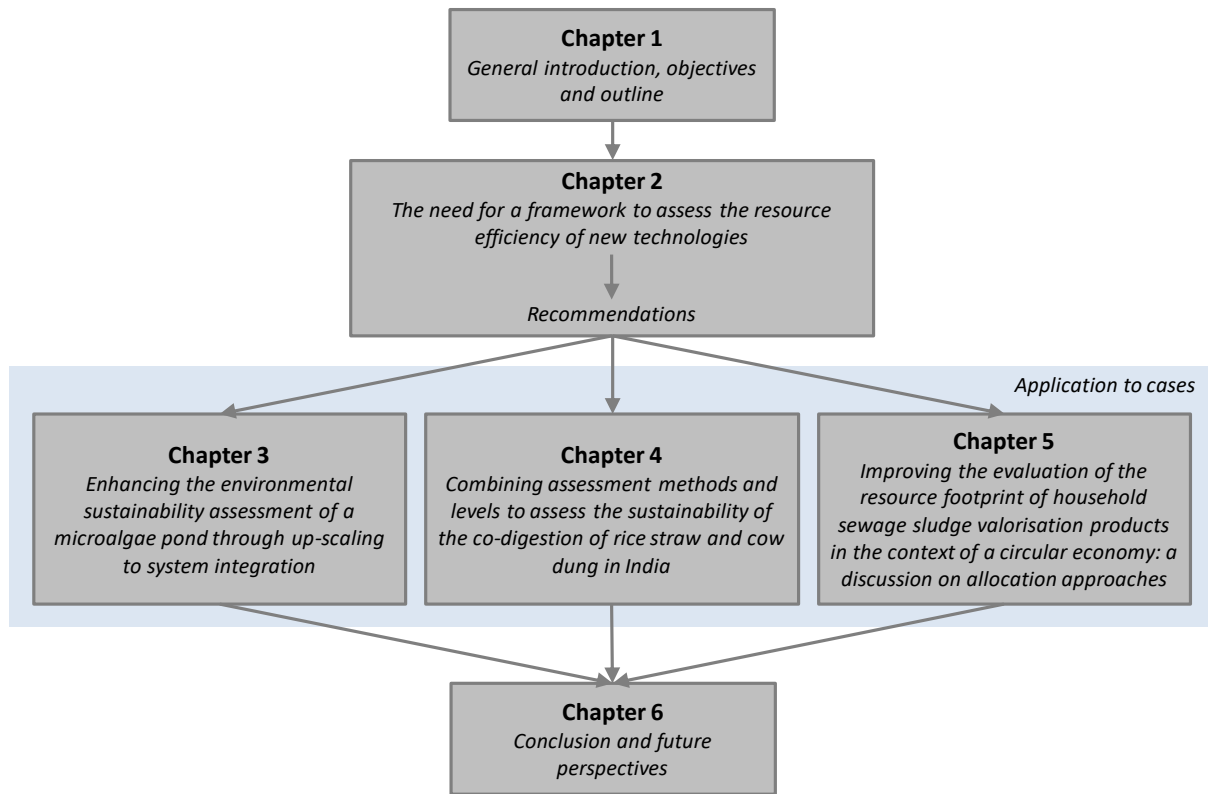 Chapter 1
General introduction, objectives
and outline
Chapter 2
The need for a framework to assess the resource
efficiency of new technologies
Recommendations
Application to cases
Chapter 3
Enhancing the environmental
sustainability assessment of a
microalgae pond through up-scaling
to system integration
Chapter 4
Combining assessment methods and
levels to assess the sustainability of
the co-digestion of rice straw and cow
dung in India
Chapter 5
Improving the evaluation of the
resource footprint of household
sewage sludge valorisation products
in the context of a circular economy: a
discussion on allocation approaches
Chapter 6
Conclusion and future
perspectives